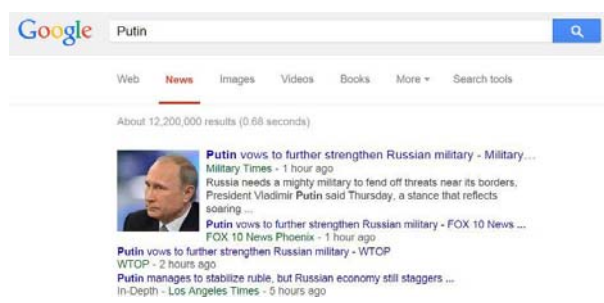 Google Putin
Web News Images Videos Books More Search tools
About 12,200,000 results (0.68 seconds)
Putin vows to further strengthen Russian military - Military...
Military Times - 1 hour ago
Russia needs a mighty military to fend off threats near its borders,
President Vladimir Putin said Thursday, a stance that reflects
soaring ...
Putin vows to further strengthen Russian military - FOX 10 News ...
FOX 10 News Phoenix - 1 hour ago
Putin vows to further strengthen Russian military - WTOP
WTOP - 2 hours ago
Putin manages to stabilize ruble, but Russian economy still staggers ...
In-Depth - Los Angeles Times - 5 hours ago